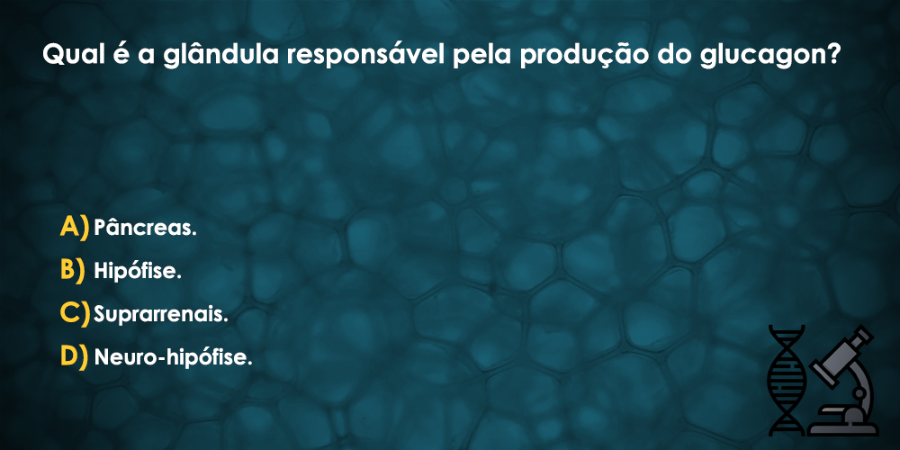 Qual é a glândula responsável pela produção do glucagon?
A) Pâncreas.
B) Hipófise.
C) Suprarrenais.
D) Neuro-hipófise.